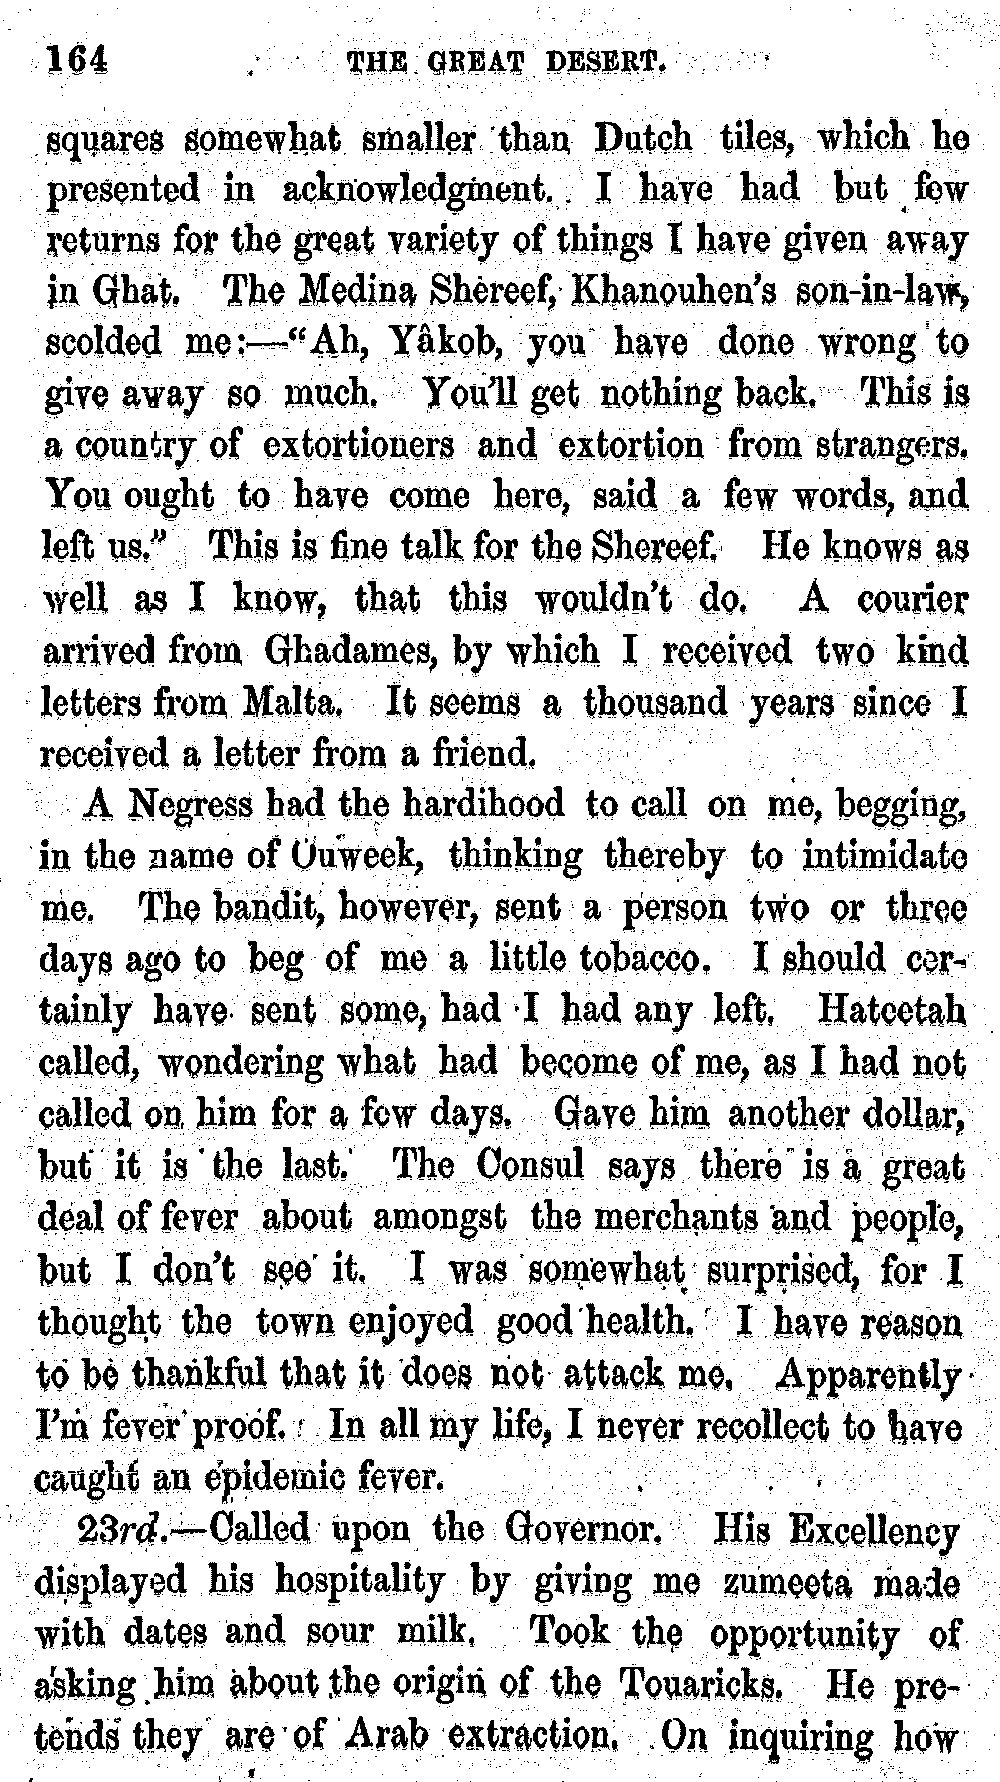 164 THE GREAT DESERT.
squares somewhat smaller than Dutch tiles, which he
presented in acknowledgment. I have had but few
returns for the great variety of things I have given away
in Ghat. The Medina Shereef, Khanouhen's son-in-law,
scolded me:—"Ah, Yâkob, you have done wrong to
give away so much. You'll get nothing back. This is
a country of extortioners and extortion from strangers.
You ought to have come here, said a few words, and
left us." This is fine talk for the Shereef. He knows as
well as I know, that this wouldn't do. A courier
arrived from Ghadames, by which I received two kind
letters from Malta. It seems a thousand years since I
received a letter from a friend.
A Negress had the hardihood to call on me, begging,
in the name of Ouweek, thinking thereby to intimidate
me. The bandit, however, sent a person two or three
days ago to beg of me a little tobacco. I should cer-
tainly have sent some, had I had any left. Hateetah
called, wondering what had become of me, as I had not
called on him for a few days. Gave him another dollar,
but it is the last. The Consul says there is a great
deal of fever about amongst the merchants and people,
but I don't see it. I was somewhat surprised, for I
thought the town enjoyed good health. I have reason
to be thankful that it does not attack me. Apparently
I'm fever proof. In all my life, I never recollect to have
caught an epidemic fever.
23rd.—Called upon the Governor. His Excellency
displayed his hospitality by giving me zumeeta made
with dates and sour milk. Took the opportunity of
asking him about the origin of the Touaricks. He pre-
tends they are of Arab extraction. On inquiring how